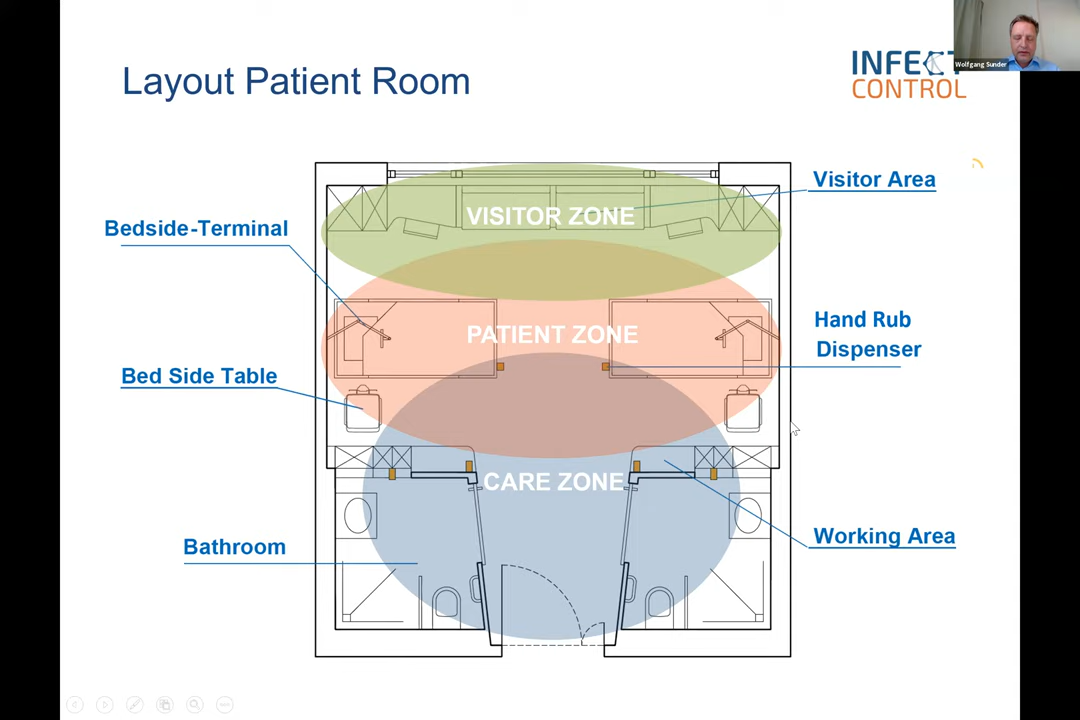 Layout Patient Room
INFECT
CONTROL
Wolfgang Sunder
Visitor Area
VISITOR ZONE
Bedside-Terminal
Hand Rub
Dispenser
PATIENT ZONE
Bed Side Table
CARE ZONE
Working Area
Bathroom